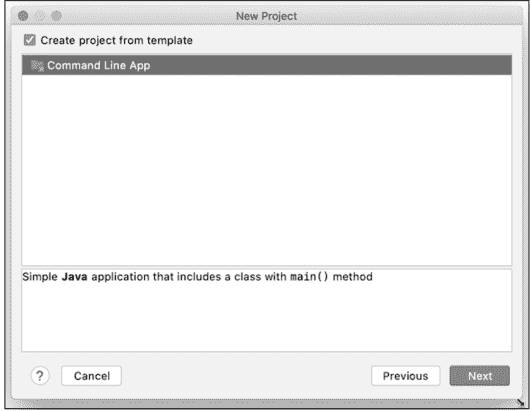 New Project
Create project from template
Command Line App
Simple Java application that includes a class with main() method
? Cancel Previous Next